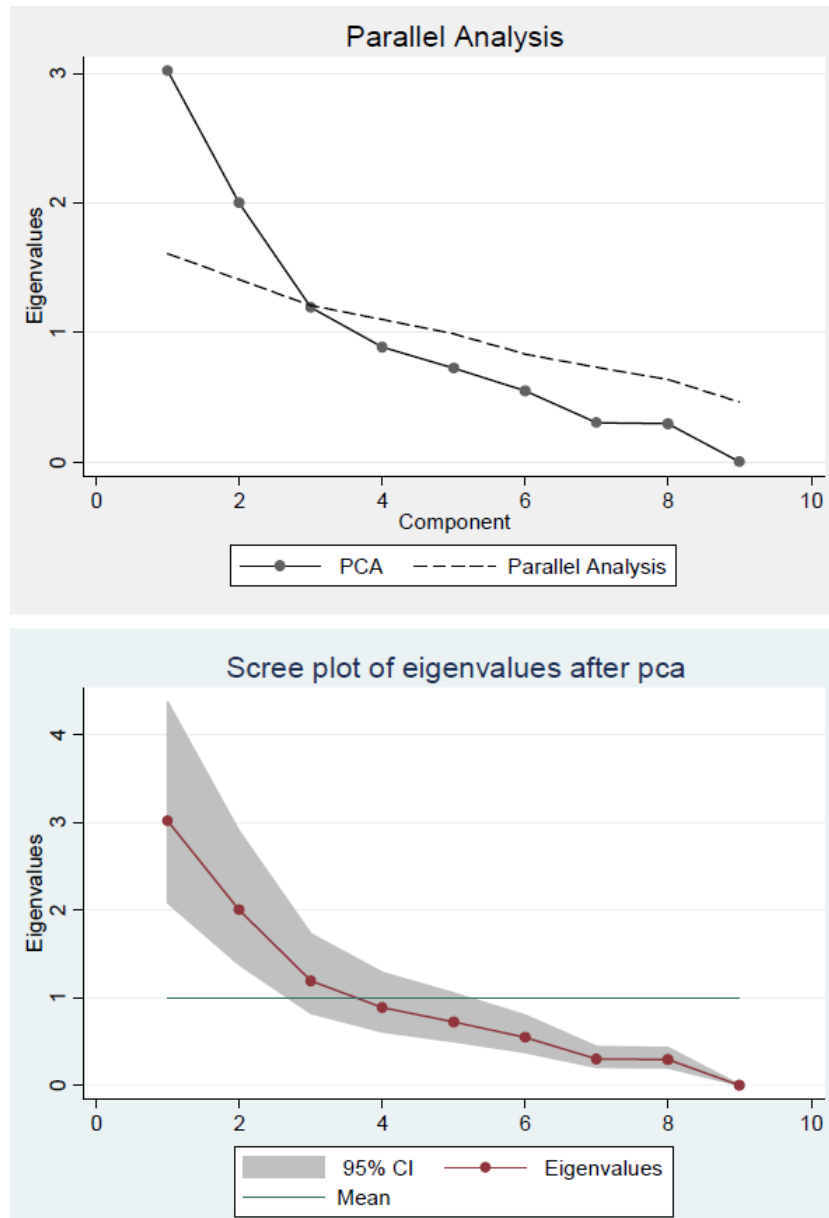 Parallel Analysis
Eigenvalues
3
2
1
0
0 2 4 6 8 10
Component
PCA Parallel Analysis
Scree plot of eigenvalues after pca
Eigenvalues
4
3
2
1
0
0 2 4 6 8 10
95% CI Eigenvalues
Mean